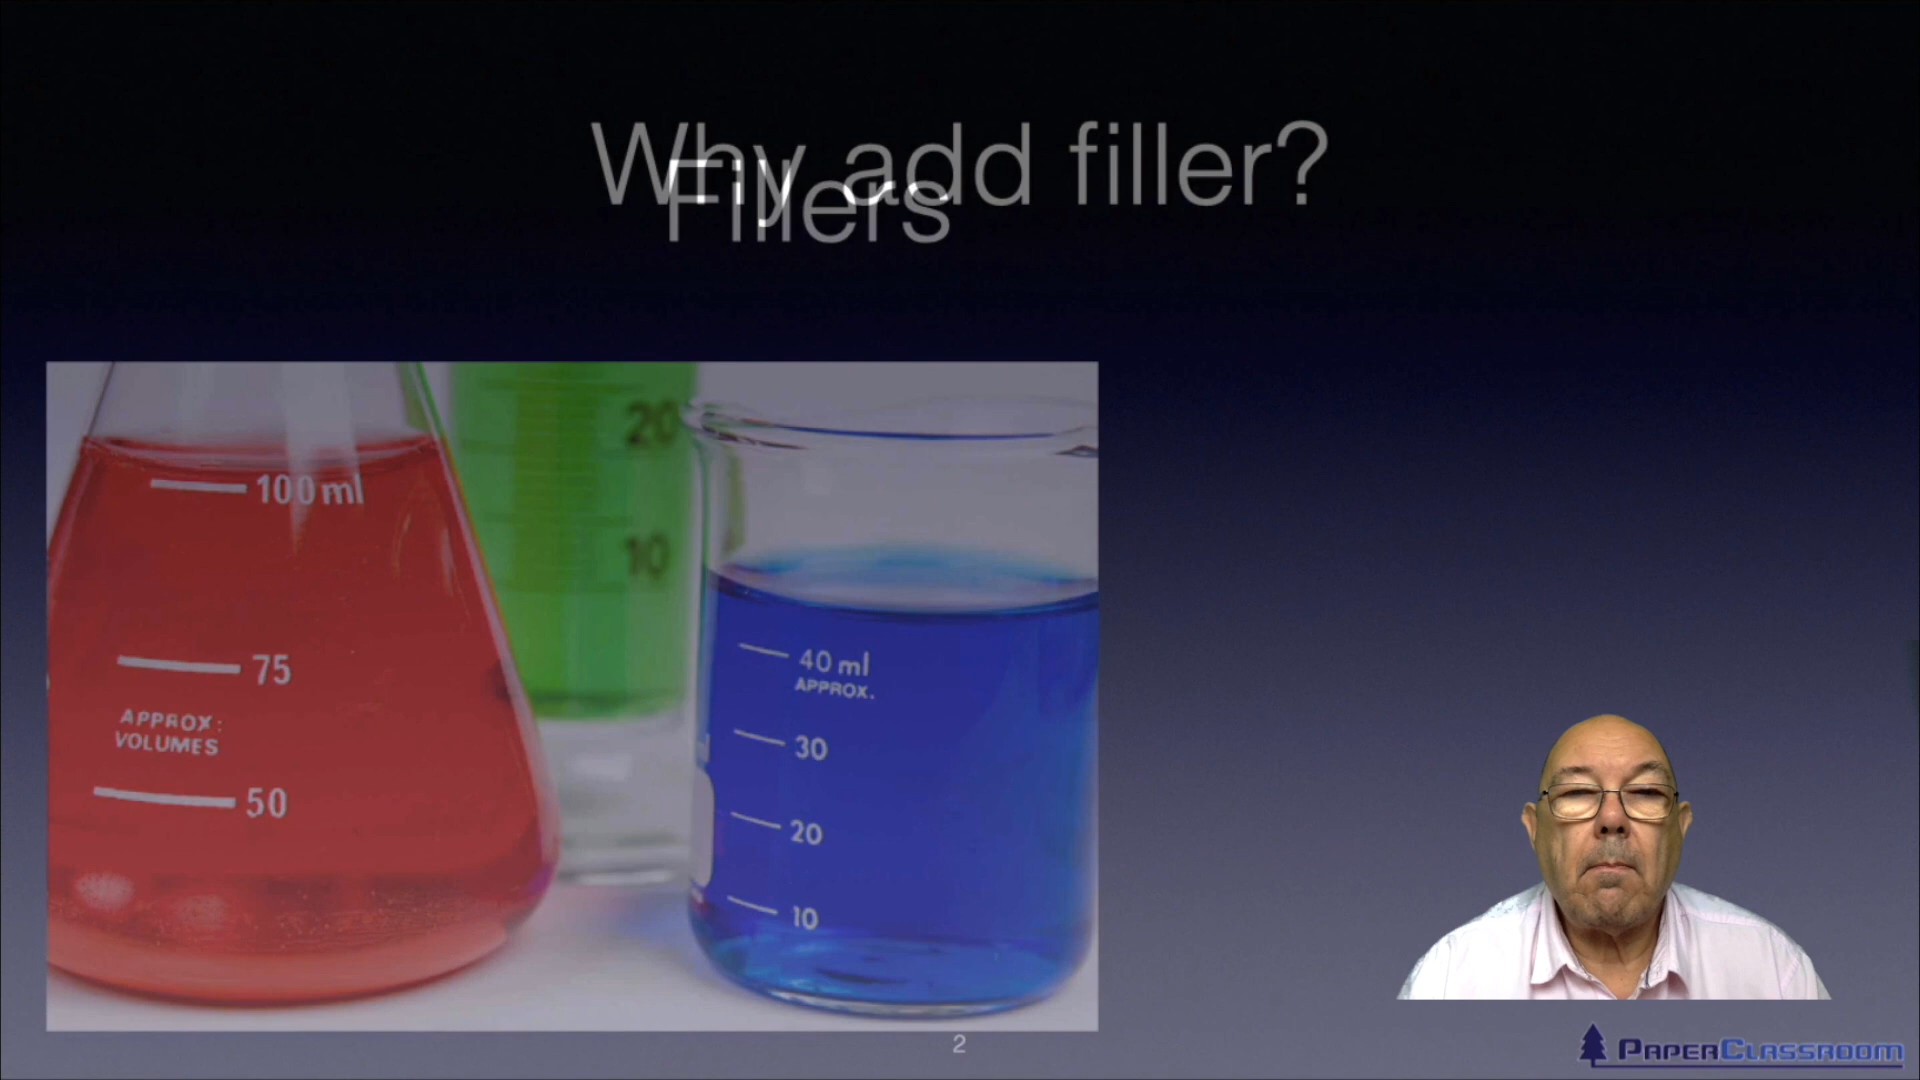 Why add filler?
Fillers
100 ml
75
APPROX:
VOLUMES
50
20
10
40 ml
APPROX.
30
20
10
2
PAPERCLASSROOM